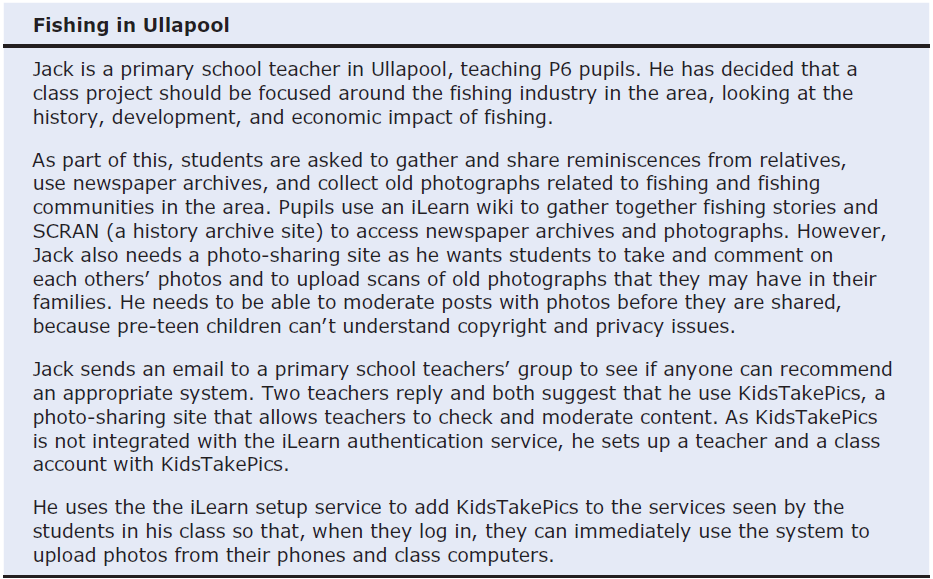 Fishing in Ullapool
Jack is a primary school teacher in Ullapool, teaching P6 pupils. He has decided that a
class project should be focused around the fishing industry in the area, looking at the
history, development, and economic impact of fishing.
As part of this, students are asked to gather and share reminiscences from relatives,
use newspaper archives, and collect old photographs related to fishing and fishing
communities in the area. Pupils use an iLearn wiki to gather together fishing stories and
SCRAN (a history archive site) to access newspaper archives and photographs. However,
Jack also needs a photo-sharing site as he wants students to take and comment on
each others’ photos and to upload scans of old photographs that they may have in their
families. He needs to be able to moderate posts with photos before they are shared,
because pre-teen children can’t understand copyright and privacy issues.
Jack sends an email to a primary school teachers’ group to see if anyone can recommend
an appropriate system. Two teachers reply and both suggest that he use KidsTakePics, a
photo-sharing site that allows teachers to check and moderate content. As KidsTakePics
is not integrated with the iLearn authentication service, he sets up a teacher and a class
account with KidsTakePics.
He uses the the iLearn setup service to add KidsTakePics to the services seen by the
students in his class so that, when they log in, they can immediately use the system to
upload photos from their phones and class computers.